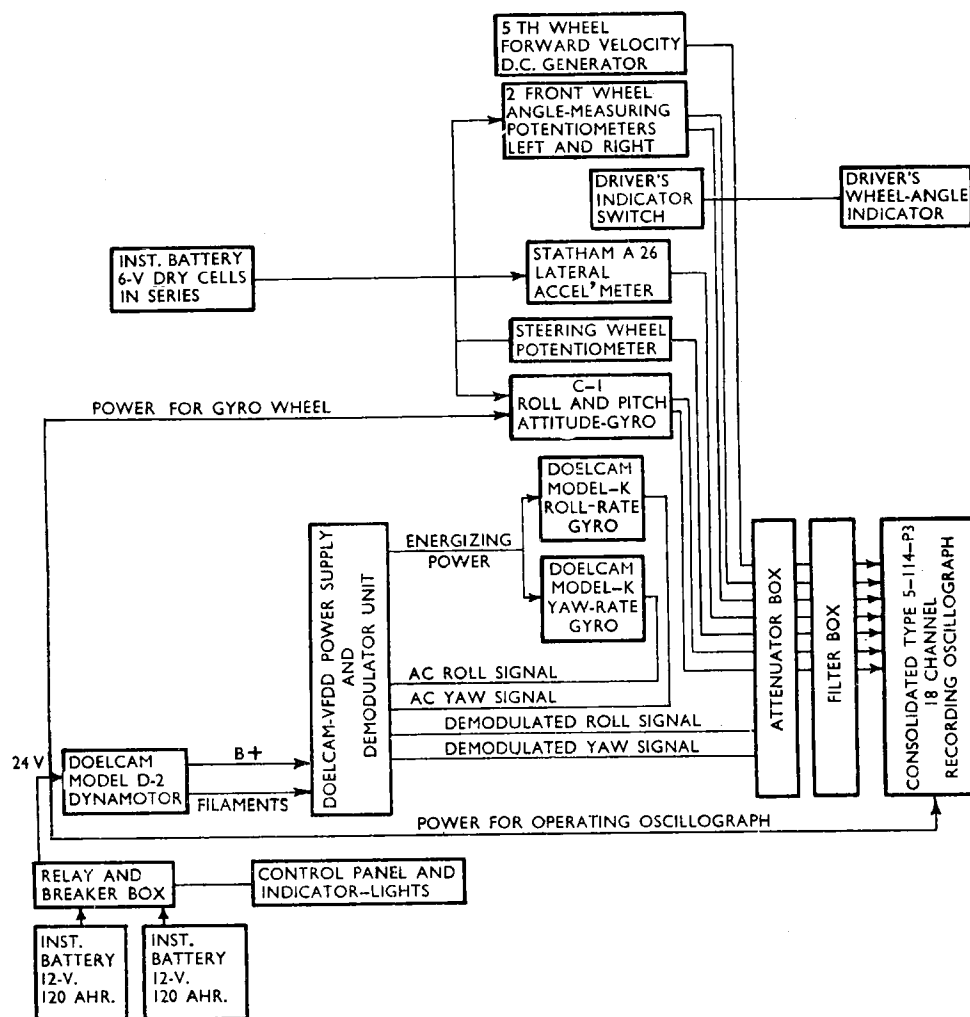 5 TH WHEEL
FORWARD VELOCITY
D.C. GENERATOR
2 FRONT WHEEL
ANGLE-MEASURING
POTENTIOMETERS
LEFT AND RIGHT
DRIVER'S
INDICATOR
SWITCH
DRIVER'S
WHEEL-ANGLE
INDICATOR
INST. BATTERY
6-V DRY CELLS
IN SERIES
STATHAM A 26
LATERAL
ACCEL'METER
STEERING WHEEL
POTENTIOMETER
C-I
ROLL AND PITCH
ATTITUDE-GYRO
POWER FOR GYRO WHEEL
DOELCAM
MODEL-K
ROLL-RATE
GYRO
ENERGIZING
POWER
DOELCAM
MODEL-K
YAW-RATE
GYRO
DOELCAM-VFDD POWER SUPPLY
AND
DEMODULATOR UNIT
AC ROLL SIGNAL
AC YAW SIGNAL
DEMODULATED ROLL SIGNAL
DEMODULATED YAW SIGNAL
ATTENUATOR BOX
FILTER BOX
CONSOLIDATED TYPE 5-114-P3
18 CHANNEL
RECORDING OSCILLOGRAPH
24 V
DOELCAM
MODEL D-2
DYNAMOTOR
B+
FILAMENTS
POWER FOR OPERATING OSCILLOGRAPH
RELAY AND
BREAKER BOX
CONTROL PANEL AND
INDICATOR-LIGHTS
INST.
BATTERY
12-V.
120 AHR.
INST.
BATTERY
12-V.
120 AHR.